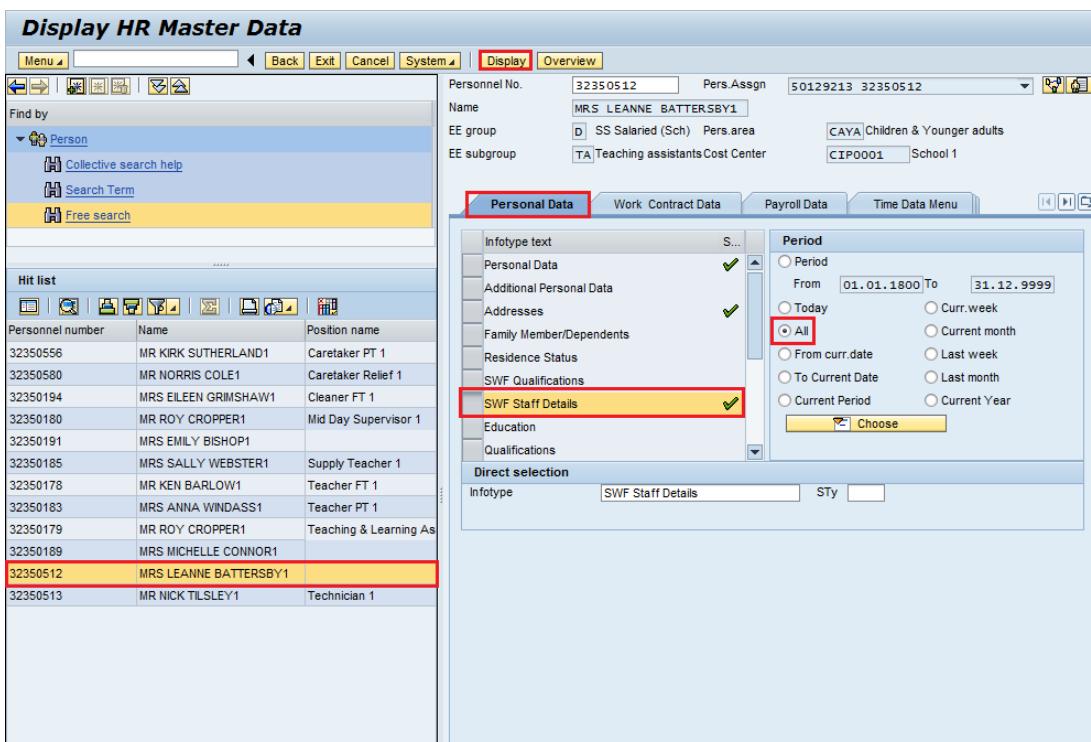 Display HR Master Data
Menu Back Exit Cancel System Display Overview
Find by
Person
Collective search help
Search Term
Free search
Hit list
Personnel number Name Position name
32350556 MR KIRK SUTHERLAND1 Caretaker PT 1
32350580 MR NORRIS COLE1 Caretaker Relief 1
32350194 MRS EILEEN GRIMSHAW1 Cleaner FT 1
32350180 MR ROY CROPPER1 Mid Day Supervisor 1
32350191 MRS EMILY BISHOP1
32350185 MRS SALLY WEBSTER1 Supply Teacher 1
32350178 MR KEN BARLOW1 Teacher FT 1
32350183 MRS ANNA WINDASS1 Teacher PT 1
32350179 MR ROY CROPPER1 Teaching & Learning As
32350189 MRS MICHELLE CONNOR1
32350512 MRS LEANNE BATTERSBY1
32350513 MR NICK TILSLEY1 Technician 1
Personnel No. 32350512 Pers.Assgn 50129213 32350512
Name MRS LEANNE BATTERSBY1
EE group D SS Salaried (Sch) Pers.area CAYA Children & Younger adults
EE subgroup TA Teaching assistants Cost Center CIP0001 School 1
Personal Data Work Contract Data Payroll Data Time Data Menu
Infotype text S...
Personal Data
Additional Personal Data
Addresses
Family Member/Dependents
Residence Status
SWF Qualifications
SWF Staff Details
Education
Qualifications
Period
Period
From 01.01.1800 To 31.12.9999
Today Curr.week
All Current month
From curr.date Last week
To Current Date Last month
Current Period Current Year
Choose
Direct selection
Infotype SWF Staff Details STy